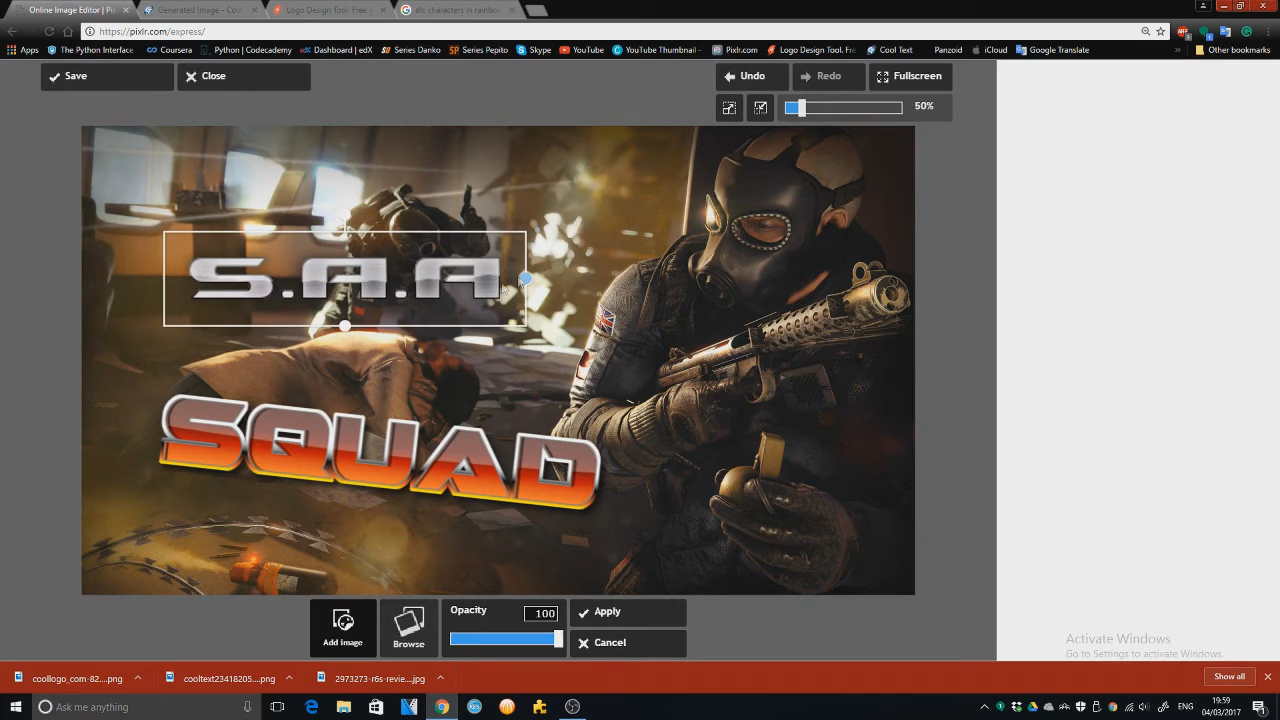 Online Image Editor | Pix
Generated Image - Coo
Logo Design Tool. Free
dlc characters in rainbow
https://pixlr.com/express/
Apps
The Python Interface
Coursera
Python | Codecademy
Dashboard | edX
Series Danko
Series Pepito
Skype
YouTube
YouTube Thumbnail -
Pixlr.com
Logo Design Tool. Fre
Cool Text
Panzoid
iCloud
Google Translate
Other bookmarks
Save
Close
Undo
Redo
Fullscreen
50%
S.A.A
SQUAD
Add image
Browse
Opacity
100
Apply
Cancel
Activate Windows
Go to Settings to activate Windows.
coollogo_com-82....png
cooltext23418205....png
2973273-r6s-revie...jpg
Show all
Ask me anything
ENG
19:59
04/03/2017